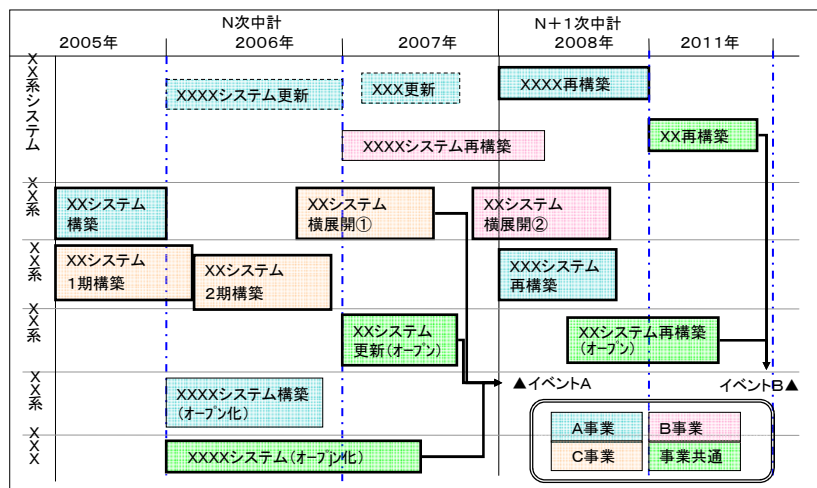 N次中計
N+1次中計
2005年
2006年
2007年
2008年
2011年
XX系システム
XXXXシステム更新
XXX更新
XXXX再構築
XXXXシステム再構築
XX再構築
XX系
XXシステム
構築
XXシステム
横展開①
XXシステム
横展開②
XX系
XXシステム
1期構築
XXシステム
2期構築
XXXシステム
再構築
XX系
XXシステム
更新(オープン)
XXシステム再構築
(オープン)
XX系
XXXXシステム構築
(オープン化)
▲イベントA
イベントB▲
XXX
XXXXシステム(オープン化)
A事業
B事業
C事業
事業共通